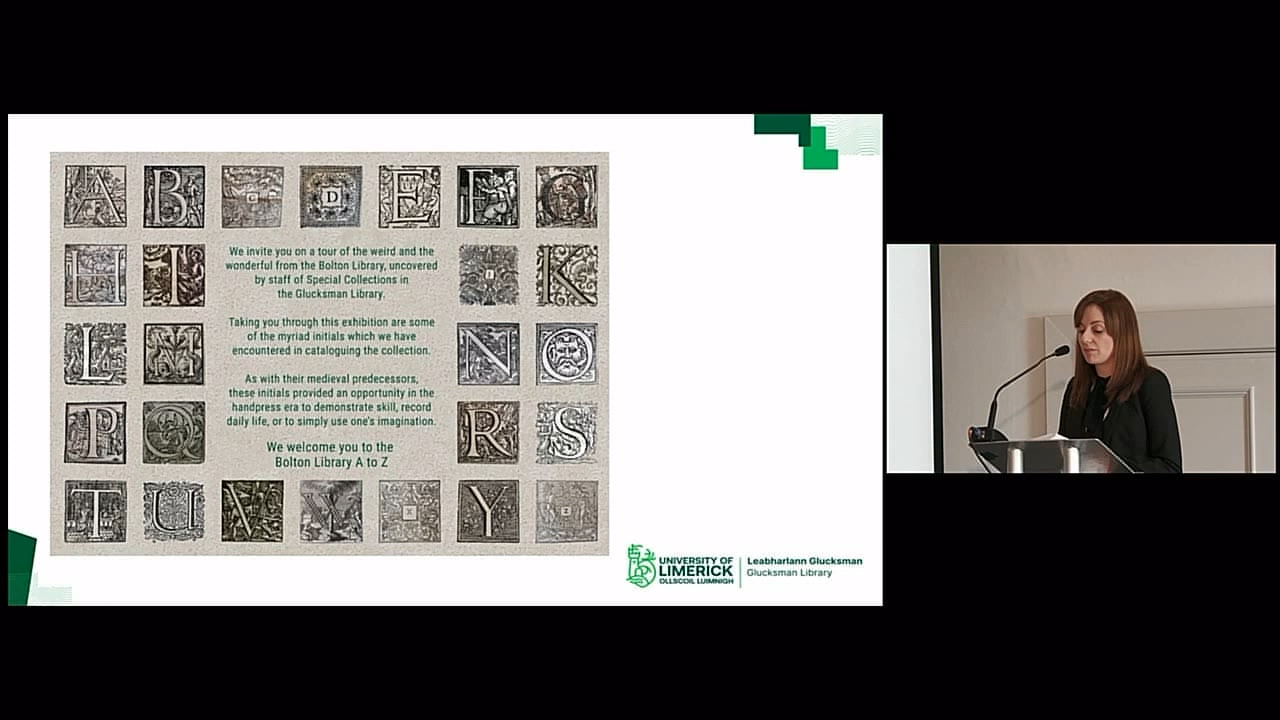 A B C D E F G
H I J K
We invite you on a tour of the weird and the
wonderful from the Bolton Library, uncovered
by staff of Special Collections in
the Glucksman Library.
Taking you through this exhibition are some
of the myriad initials which we have
encountered in cataloguing the collection.
L M N O
As with their medieval predecessors,
these initials provided an opportunity in the
handpress era to demonstrate skill, record
daily life, or to simply use one's imagination.
P Q R S
We welcome you to the
Bolton Library A to Z
T U V W X Y Z
UNIVERSITY OF
LIMERICK
OLLSCOIL LUIMNIGH
Leabharlann Glucksman
Glucksman Library